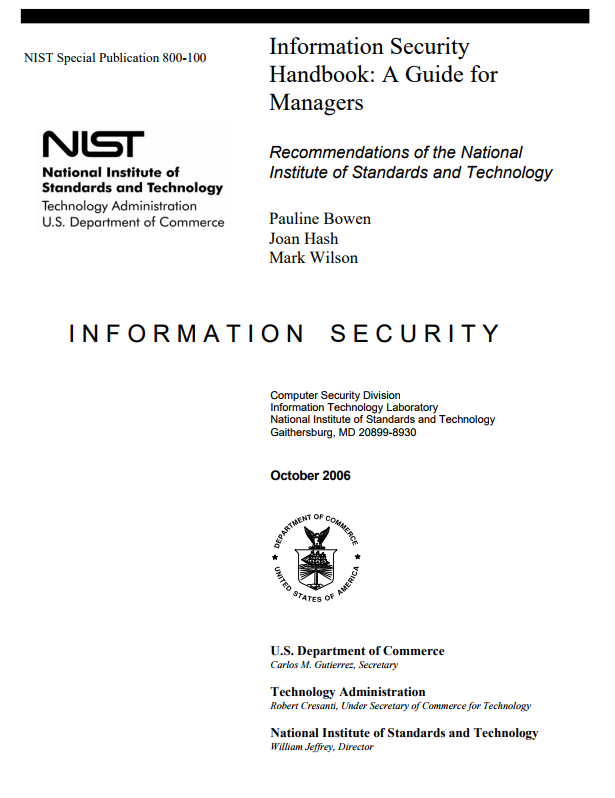 NIST Special Publication 800-100
Information Security
Handbook: A Guide for
Managers
Recommendations of the National
Institute of Standards and Technology
Pauline Bowen
Joan Hash
Mark Wilson
NIST
National Institute of
Standards and Technology
Technology Administration
U.S. Department of Commerce
INFORMATION SECURITY
Computer Security Division
Information Technology Laboratory
National Institute of Standards and Technology
Gaithersburg, MD 20899-8930
October 2006
DEPARTMENT OF COMMERCE
UNITED STATES OF AMERICA
U.S. Department of Commerce
Carlos M. Gutierrez, Secretary
Technology Administration
Robert Cresanti, Under Secretary of Commerce for Technology
National Institute of Standards and Technology
William Jeffrey, Director